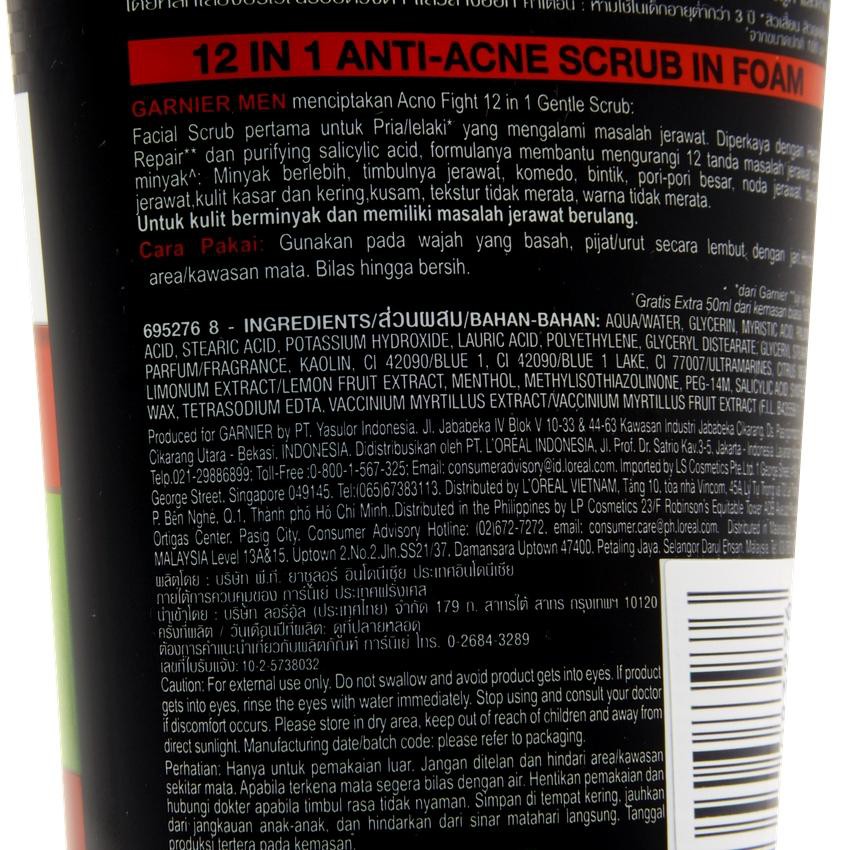 12 IN 1 ANTI-ACNE SCRUB IN FOAM
GARNIER MEN menciptakan Acno Fight 12 in 1 Gentle Scrub:
Facial Scrub pertama untuk Pria/lelaki* yang mengalami masalah jerawat. Diperkaya dengan
Repair** dan purifying salicylic acid, formulanya membantu mengurangi 12 tanda masalah jerawat
minyak^: Minyak berlebih, timbulnya jerawat, komedo, bintik, pori-pori besar, noda jerawat,
jerawat,kulit kasar dan kering,kusam, tekstur tidak merata, warna tidak merata.
Untuk kulit berminyak dan memiliki masalah jerawat berulang.
Cara Pakai: Gunakan pada wajah yang basah, pijat/urut secara lembut dengan
area/kawasan mata. Bilas hingga bersih.
*dari Garnier
*Gratis Extra 50ml dari kemasan
695276 8 - INGREDIENTS/ส่วนผสม/BAHAN-BAHAN: AQUA/WATER, GLYCERIN, MYRISTIC ACID,
ACID, STEARIC ACID, POTASSIUM HYDROXIDE, LAURIC ACID, POLYETHYLENE, GLYCERYL DISTEARATE, GLYCERYL
PARFUM/FRAGRANCE, KAOLIN, CI 42090/BLUE 1, CI 42090/BLUE 1 LAKE, CI 77007/ULTRAMARINES, CITRUS
LIMONUM EXTRACT/LEMON FRUIT EXTRACT, MENTHOL, METHYLISOTHIAZOLINONE, PEG-14M, SALICYLIC ACID,
WAX, TETRASODIUM EDTA, VACCINIUM MYRTILLUS EXTRACT/VACCINIUM MYRTILLUS FRUIT EXTRACT
Produced for GARNIER by PT. Yasulor Indonesia. Jl. Jababeka IV Blok V 10-33 & 44-63 Kawasan Industri Jababeka Cikarang,
Cikarang Utara - Bekasi, INDONESIA. Didistribusikan oleh PT. L'OREAL INDONESIA, Jl. Prof. Dr. Satrio Kav.3-5, Jakarta - Indonesia
Telp.021-29886899; Toll-Free :0-800-1-567-325; Email: consumeradvisory@id.loreal.com. Imported by LS Cosmetics Pte Ltd. 1 George Street
George Street. Singapore 049145. Tel:(065)67383113. Distributed by L'OREAL VIETNAM, Tầng 10, tòa nhà Vincom, 45A Lý Tự Trọng
P. Bến Nghé, Q.1, Thành phố Hồ Chí Minh..Distributed in the Philippines by LP Cosmetics 23/F Robinson's Equitable Tower
Ortigas Center. Pasig City. Consumer Advisory Hotline: (02)672-7272, email: consumer.care@ph.loreal.com. Distributed in
MALAYSIA Level 13A&15. Uptown 2.No.2.Jln.SS21/37, Damansara Uptown 47400. Petaling Jaya. Selangor Darul Ehsan.
ผลิตโดย : บริษัท พี.ที. ยาซูลอร์ อินโดนีเซีย ประเทศอินโดนีเซีย
ภายใต้การควบคุมของ การ์นิเย่ ประเทศฝรั่งเศส
นำเข้าโดย : บริษัท ลอรีอัล (ประเทศไทย) จำกัด 179 ถ. สาทรใต้ สาทร กรุงเทพฯ 10120
ครั้งที่ผลิต / วันเดือนปีที่ผลิต: ดูที่ปลายหลอด
ต้องการคำแนะนำเกี่ยวกับผลิตภัณฑ์ การ์นิเย่ โทร. 0-2684-3289
เลขที่ใบรับแจ้ง: 10-2-5738032
Caution: For external use only. Do not swallow and avoid product gets into eyes. If product
gets into eyes, rinse the eyes with water immediately. Stop using and consult your doctor
if discomfort occurs. Please store in dry area, keep out of reach of children and away from
direct sunlight. Manufacturing date/batch code: please refer to packaging.
Perhatian: Hanya untuk pemakaian luar. Jangan ditelan dan hindari area/kawasan
sekitar mata. Apabila terkena mata segera bilas dengan air. Hentikan pemakaian dan
hubungi dokter apabila timbul rasa tidak nyaman. Simpan di tempat kering, jauhkan
dari jangkauan anak-anak, dan hindarkan dari sinar matahari langsung. Tanggal
produksi tertera pada kemasan.